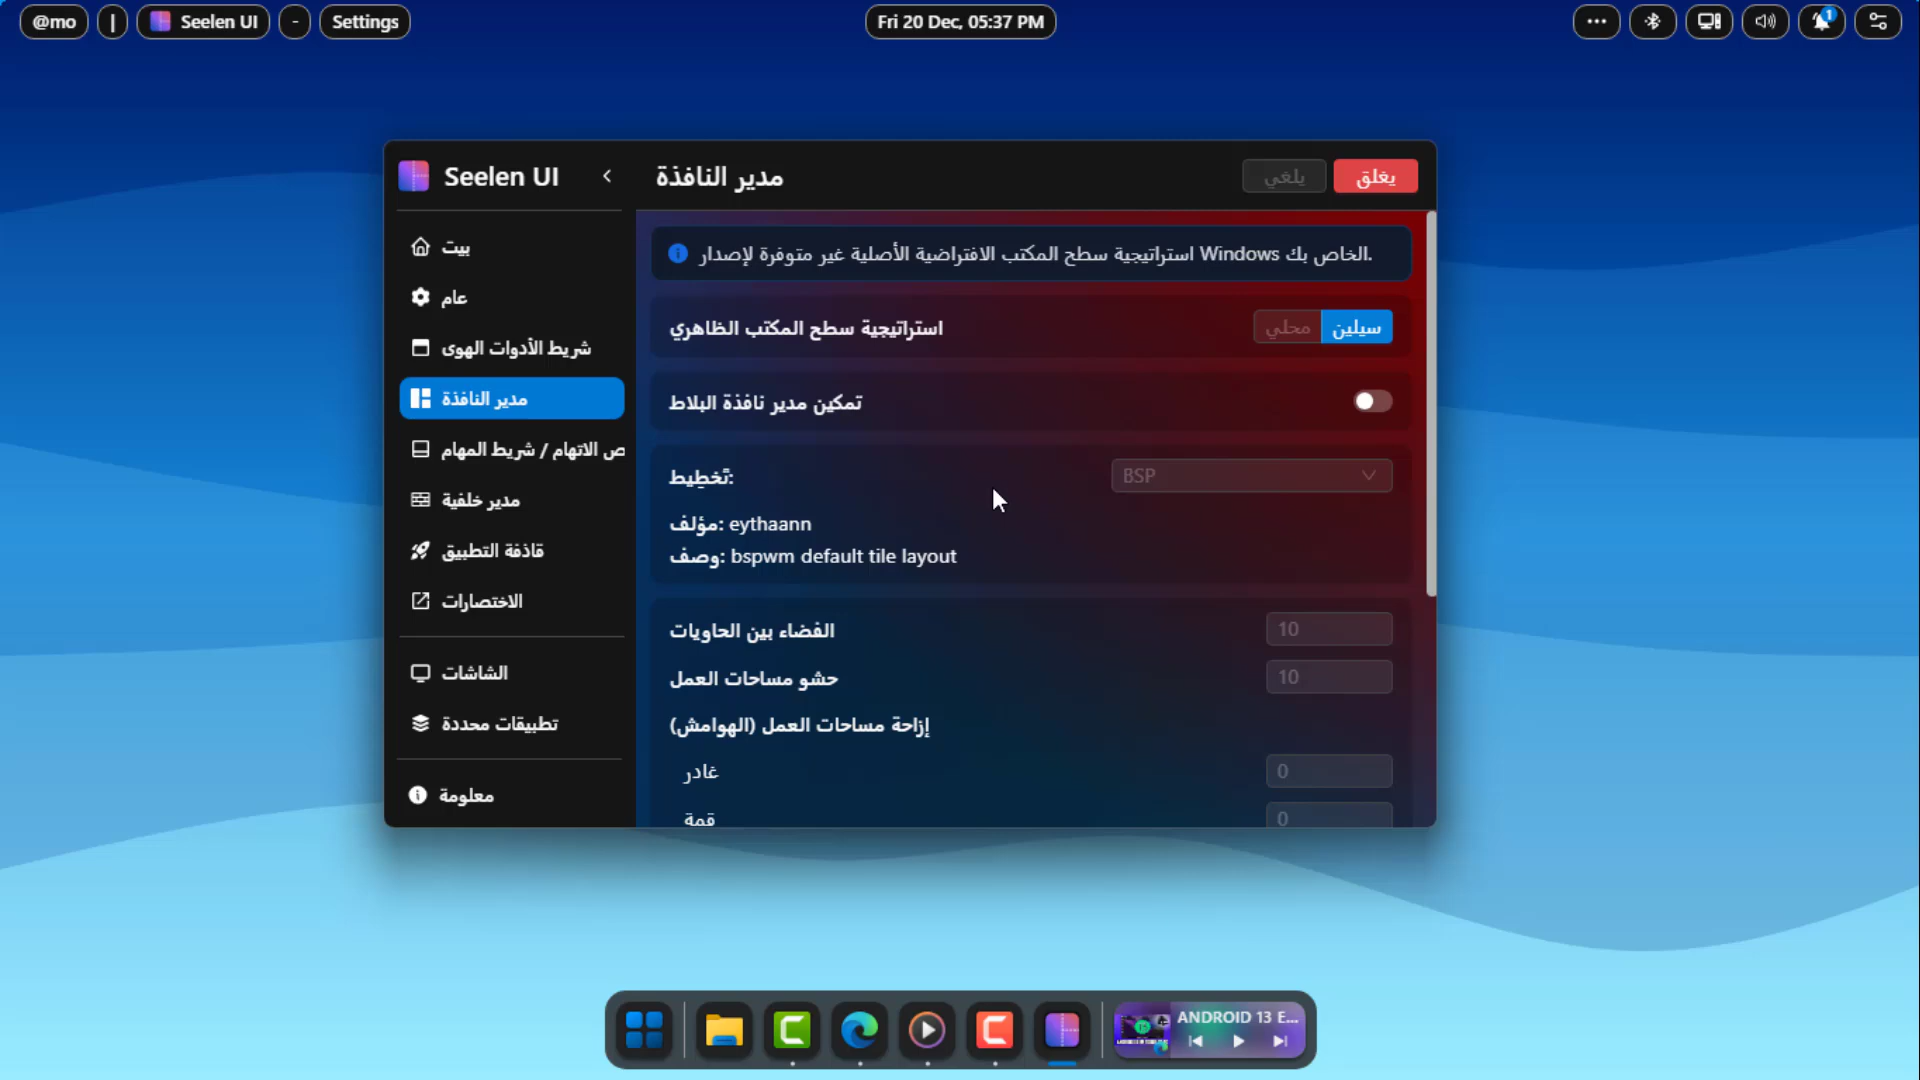 @mo
|
Seelen UI
-
Settings
Fri 20 Dec, 05:37 PM
1
Seelen UI
مدير النافذة
يلغي
يغلق
بيت
عام
شريط الأدوات الهوى
مدير النافذة
ص الاتهام / شريط المهام
مدير خلفية
قاذفة التطبيق
الاختصارات
الشاشات
تطبيقات محددة
معلومة
استراتيجية سطح المكتب الافتراضية الأصلية غير متوفرة لإصدار Windows الخاص بك.
استراتيجية سطح المكتب الظاهري
محلي
سيلين
تمكين مدير نافذة البلاط
تَخطِيط:
BSP
مؤلف: eythaann
وصف: bspwm default tile layout
الفضاء بين الحاويات
10
حشو مساحات العمل
10
إزاحة مساحات العمل (الهوامش)
غادر
0
قمة
0
ANDROID 13 E...